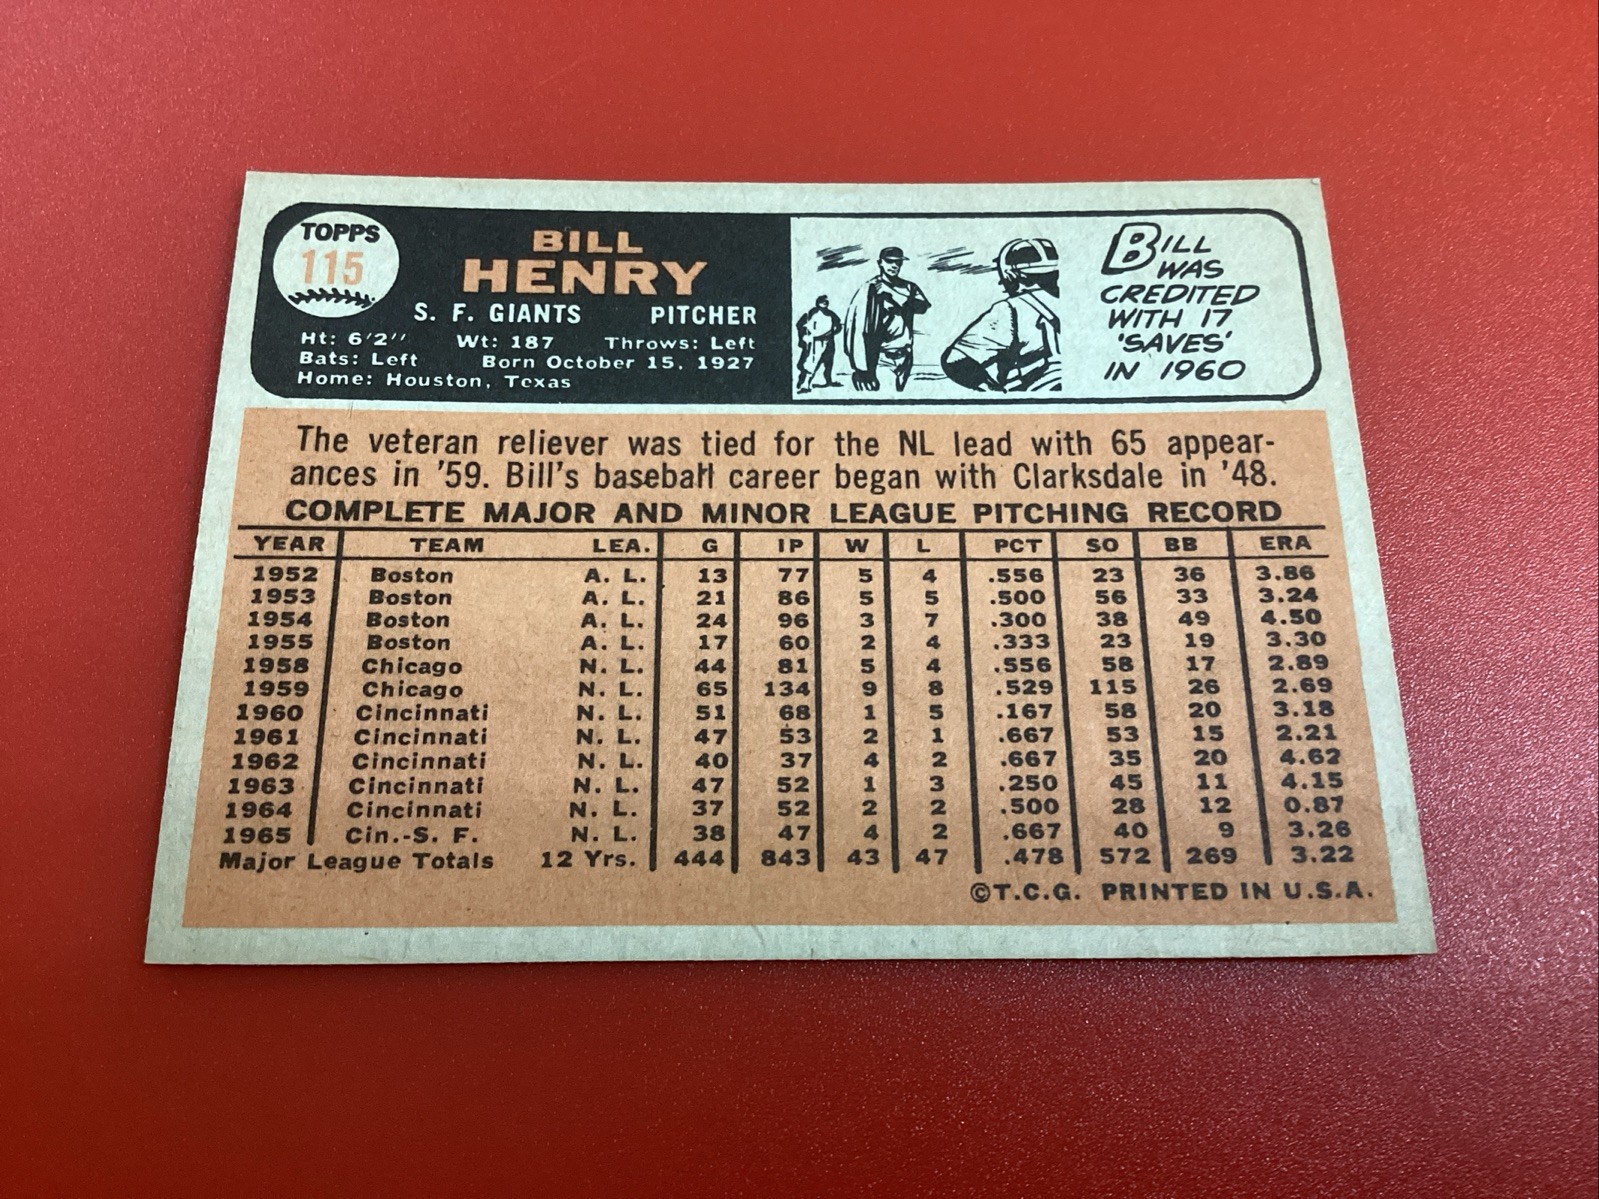 TOPPS
115
BILL
HENRY
S. F. GIANTS PITCHER
Ht: 6'2" Wt: 187 Throws: Left
Bats: Left Born October 15, 1927
Home: Houston, Texas
BILL
WAS
CREDITED
WITH 17
'SAVES'
IN 1960
The veteran reliever was tied for the NL lead with 65 appear-
ances in '59. Bill's baseball career began with Clarksdale in '48.
COMPLETE MAJOR AND MINOR LEAGUE PITCHING RECORD
YEAR TEAM LEA. G IP W L PCT SO BB ERA
1952 Boston A. L. 13 77 5 4 .556 23 36 3.86
1953 Boston A. L. 21 86 5 5 .500 56 33 3.24
1954 Boston A. L. 24 96 3 7 .300 38 49 4.50
1955 Boston A. L. 17 60 2 4 .333 23 19 3.30
1958 Chicago N. L. 44 81 5 4 .556 58 17 2.89
1959 Chicago N. L. 65 134 9 8 .529 115 26 2.69
1960 Cincinnati N. L. 51 68 1 5 .167 58 20 3.18
1961 Cincinnati N. L. 47 53 2 1 .667 53 15 2.21
1962 Cincinnati N. L. 40 37 4 2 .667 35 20 4.62
1963 Cincinnati N. L. 47 52 1 3 .250 45 11 4.15
1964 Cincinnati N. L. 37 52 2 2 .500 28 12 0.87
1965 Cin.-S. F. N. L. 38 47 4 2 .667 40 9 3.26
Major League Totals 12 Yrs. 444 843 43 47 .478 572 269 3.22
©T.C.G. PRINTED IN U.S.A.